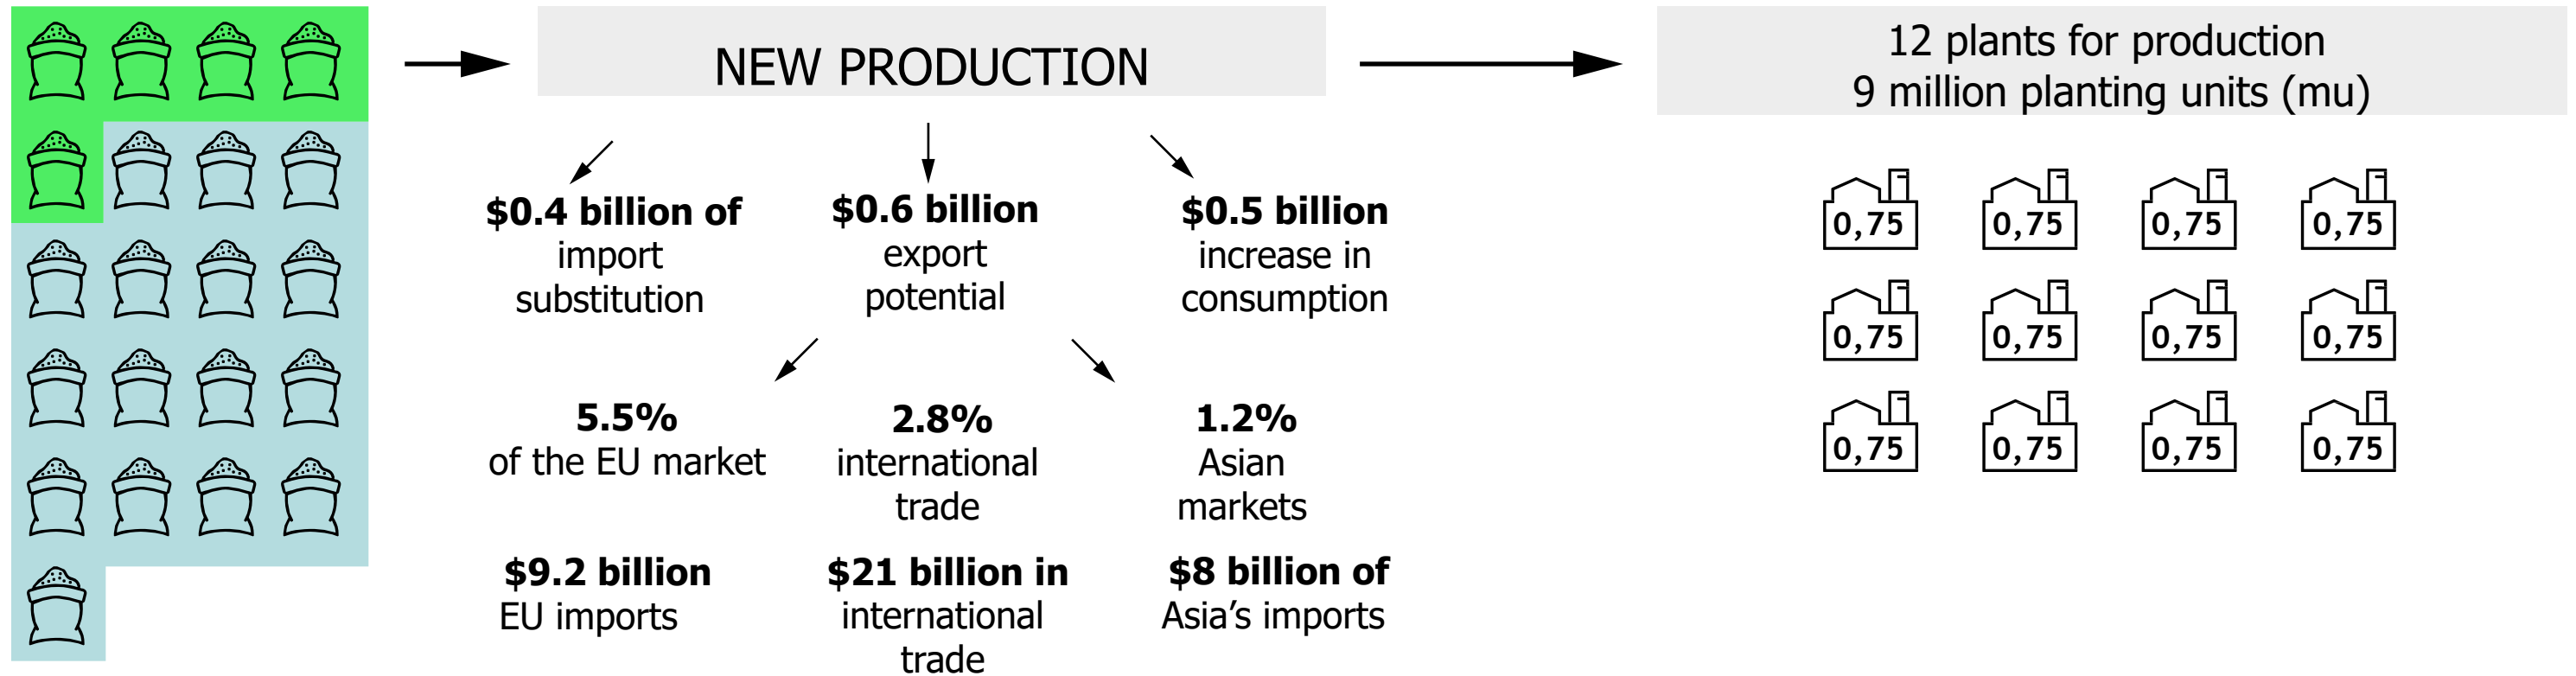 NEW PRODUCTION
12 plants for production
9 million planting units (mu)
$0.4 billion of
import
substitution
$0.6 billion
export
potential
$0.5 billion
increase in
consumption
5.5%
of the EU market
2.8%
international
trade
1.2%
Asian
markets
$9.2 billion
EU imports
$21 billion in
international
trade
$8 billion of
Asia’s imports
0,75 0,75 0,75 0,75
0,75 0,75 0,75 0,75
0,75 0,75 0,75 0,75